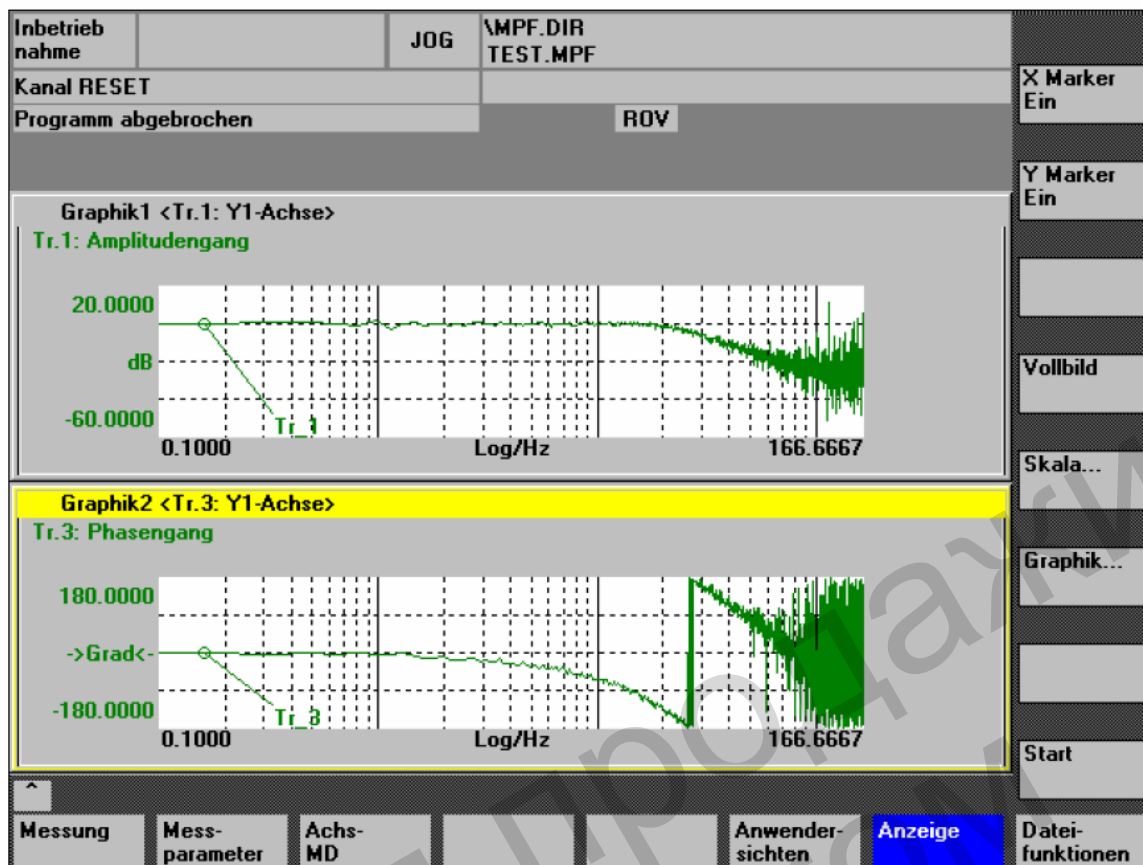 Inbetrieb
nahme
JOG
\MPF.DIR
TEST.MPF
Kanal RESET
Programm abgebrochen
ROV
X Marker
Ein
Y Marker
Ein
Vollbild
Skala...
Graphik...
Start
Graphik1 <Tr.1: Y1-Achse>
Tr.1: Amplitudengang
20.0000
dB
-60.0000
Tr_1
0.1000
Log/Hz
166.6667
Graphik2 <Tr.3: Y1-Achse>
Tr.3: Phasengang
180.0000
->Grad<-
-180.0000
Tr_3
0.1000
Log/Hz
166.6667
^
Messung
Mess-
parameter
Achs-
MD
Anwender-
sichten
Anzeige
Datei-
funktionen